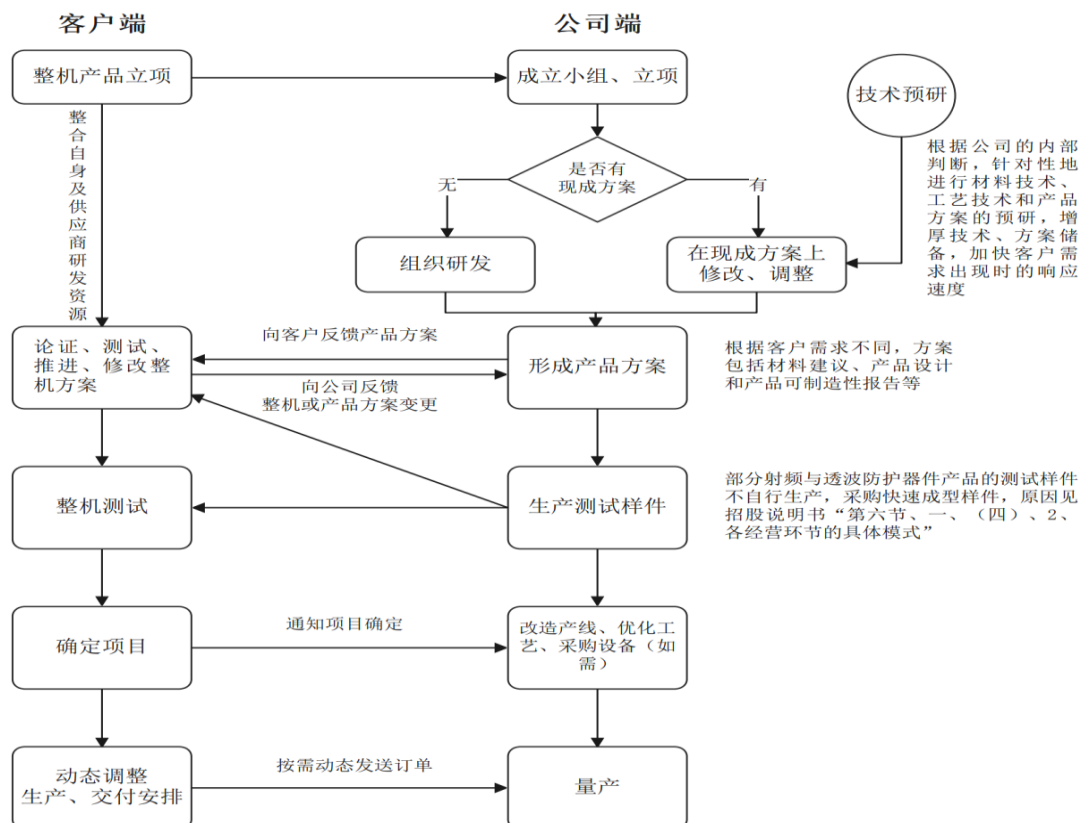 客户端
公司端
整机产品立项
成立小组、立项
技术预研
整合自身及供应商研发资源
是否有
现成方案
无
有
根据公司的内部
判断，针对性地
进行材料技术、
工艺技术和产品
方案的预研，增
厚技术、方案储
备，加快客户需
求出现时的响应
速度
组织研发
在现成方案上
修改、调整
论证、测试、
推进、修改整
机方案
向客户反馈产品方案
向公司反馈
整机或产品方案变更
形成产品方案
根据客户需求不同，方案
包括材料建议、产品设计
和产品可制造性报告等
整机测试
生产测试样件
部分射频与透波防护器件产品的测试样件
不自行生产，采购快速成型样件，原因见
招股说明书“第六节、一、（四）、2、
各经营环节的具体模式”
确定项目
通知项目确定
改造产线、优化工
艺、采购设备（如
需）
动态调整
生产、交付安排
按需动态发送订单
量产